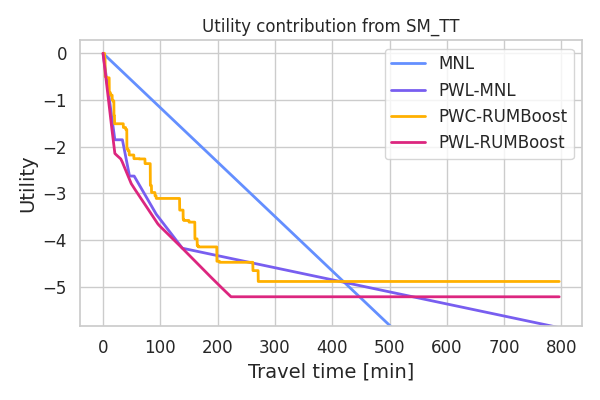 Utility contribution from SM_TT
MNL
PWL-MNL
PWC-RUMBoost
PWL-RUMBoost
Utility
0
−1
−2
−3
−4
−5
0 100 200 300 400 500 600 700 800
Travel time [min]